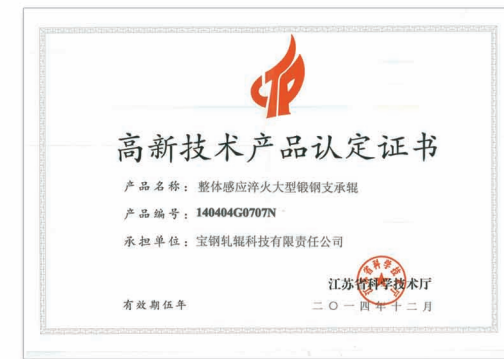 高新技术产品认定证书
产品名称：整体感应淬火大型锻钢支承辊
产品编号：140404G0707N
承担单位：宝钢轧辊科技有限责任公司
江苏省科学技术厅
有效期伍年
二〇一四年十二月